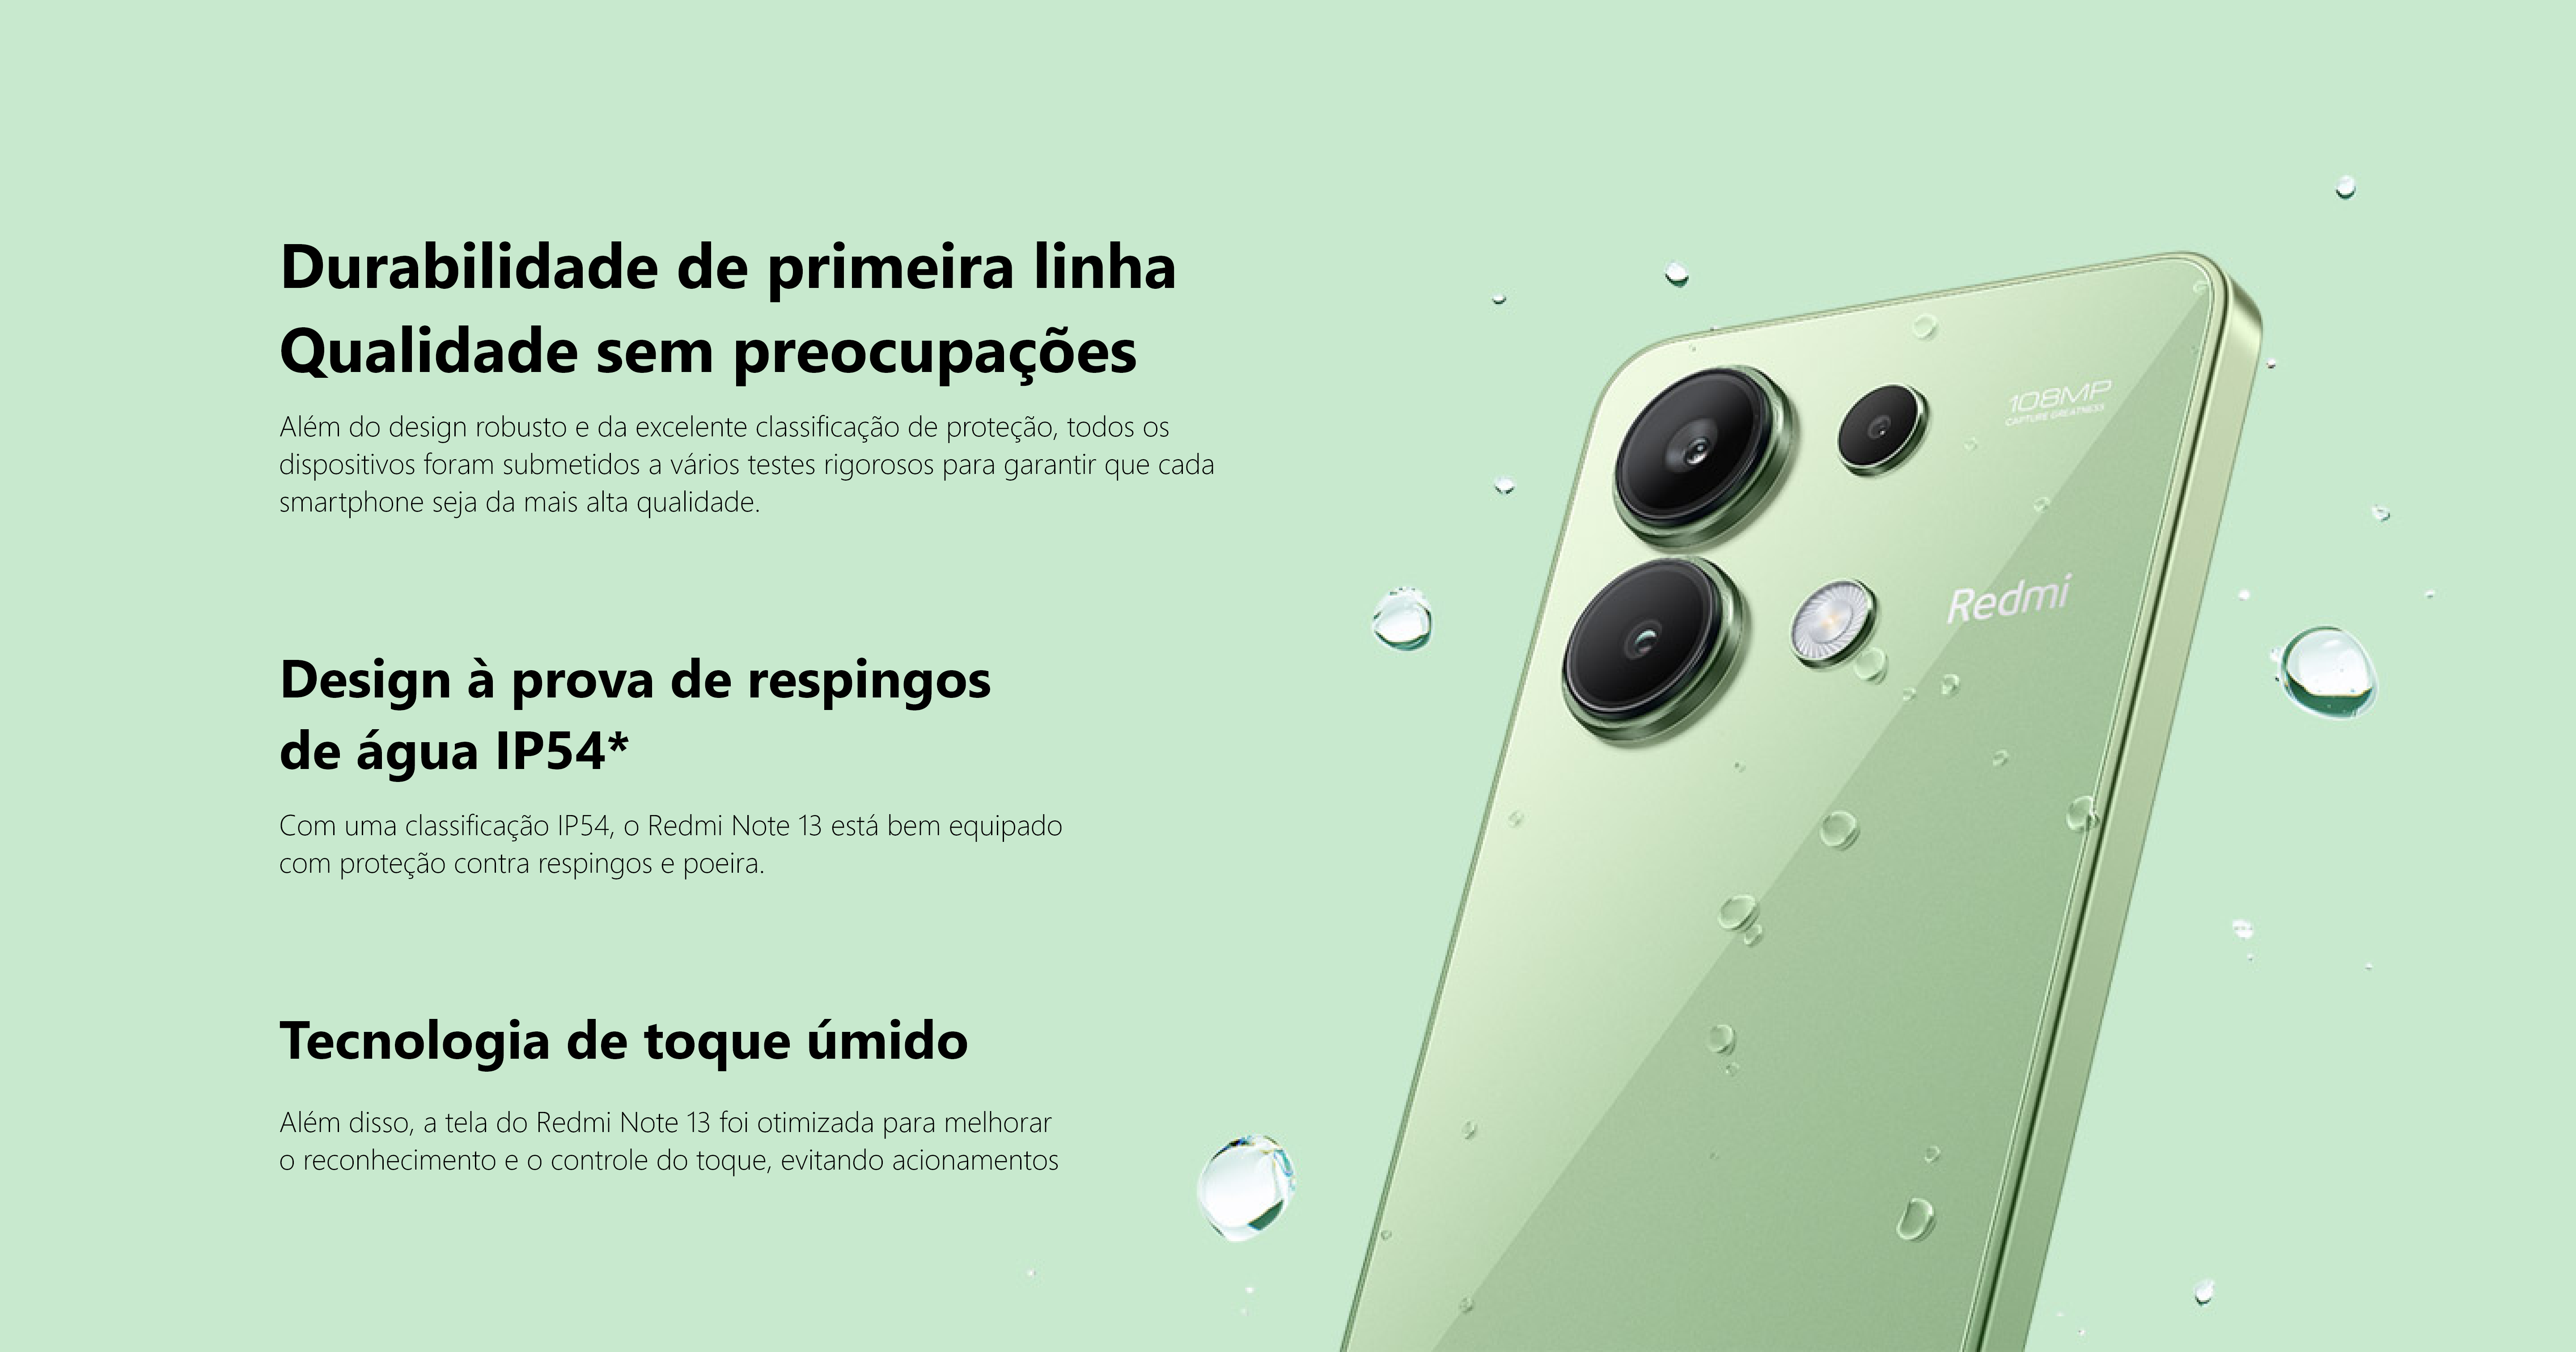 Durabilidade de primeira linha
Qualidade sem preocupações
Além do design robusto e da excelente classificação de proteção, todos os
dispositivos foram submetidos a vários testes rigorosos para garantir que cada
smartphone seja da mais alta qualidade.
Design à prova de respingos
de água IP54*
Com uma classificação IP54, o Redmi Note 13 está bem equipado
com proteção contra respingos e poeira.
Tecnologia de toque úmido
Além disso, a tela do Redmi Note 13 foi otimizada para melhorar
o reconhecimento e o controle do toque, evitando acionamentos
108MP
CAPTURE GREATNESS
Redmi